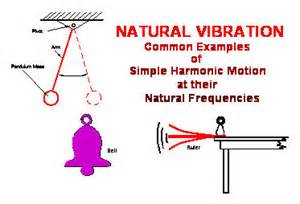 NATURAL VIBRATION
Common Examples
of
Simple Harmonic Motion
at their
Natural Frequencies
Pivot
Arm
Pendulum Mass
Bell
Ruler